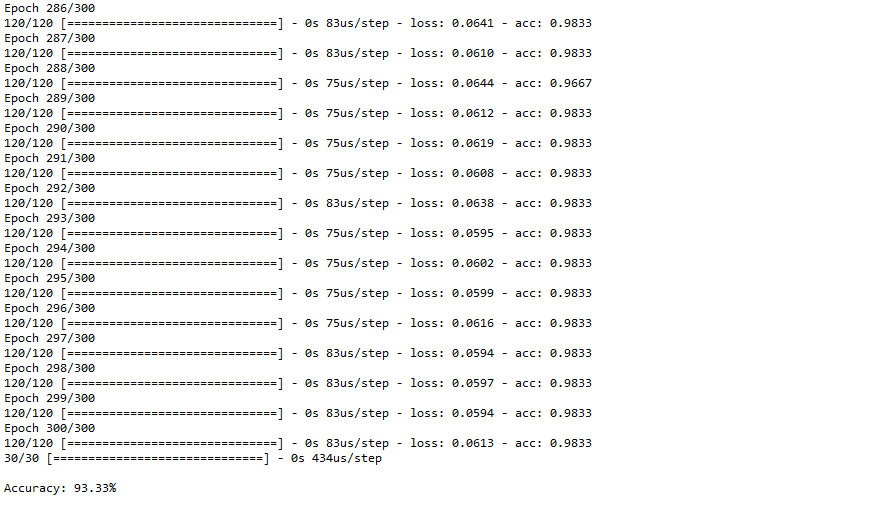 Epoch 286/300
120/120 [==============================] - 0s 83us/step - loss: 0.0641 - acc: 0.9833
Epoch 287/300
120/120 [==============================] - 0s 83us/step - loss: 0.0610 - acc: 0.9833
Epoch 288/300
120/120 [==============================] - 0s 75us/step - loss: 0.0644 - acc: 0.9667
Epoch 289/300
120/120 [==============================] - 0s 75us/step - loss: 0.0612 - acc: 0.9833
Epoch 290/300
120/120 [==============================] - 0s 75us/step - loss: 0.0619 - acc: 0.9833
Epoch 291/300
120/120 [==============================] - 0s 75us/step - loss: 0.0608 - acc: 0.9833
Epoch 292/300
120/120 [==============================] - 0s 83us/step - loss: 0.0638 - acc: 0.9833
Epoch 293/300
120/120 [==============================] - 0s 75us/step - loss: 0.0595 - acc: 0.9833
Epoch 294/300
120/120 [==============================] - 0s 75us/step - loss: 0.0602 - acc: 0.9833
Epoch 295/300
120/120 [==============================] - 0s 75us/step - loss: 0.0599 - acc: 0.9833
Epoch 296/300
120/120 [==============================] - 0s 75us/step - loss: 0.0616 - acc: 0.9833
Epoch 297/300
120/120 [==============================] - 0s 83us/step - loss: 0.0594 - acc: 0.9833
Epoch 298/300
120/120 [==============================] - 0s 83us/step - loss: 0.0597 - acc: 0.9833
Epoch 299/300
120/120 [==============================] - 0s 83us/step - loss: 0.0594 - acc: 0.9833
Epoch 300/300
120/120 [==============================] - 0s 83us/step - loss: 0.0613 - acc: 0.9833
30/30 [==============================] - 0s 434us/step

Accuracy: 93.33%